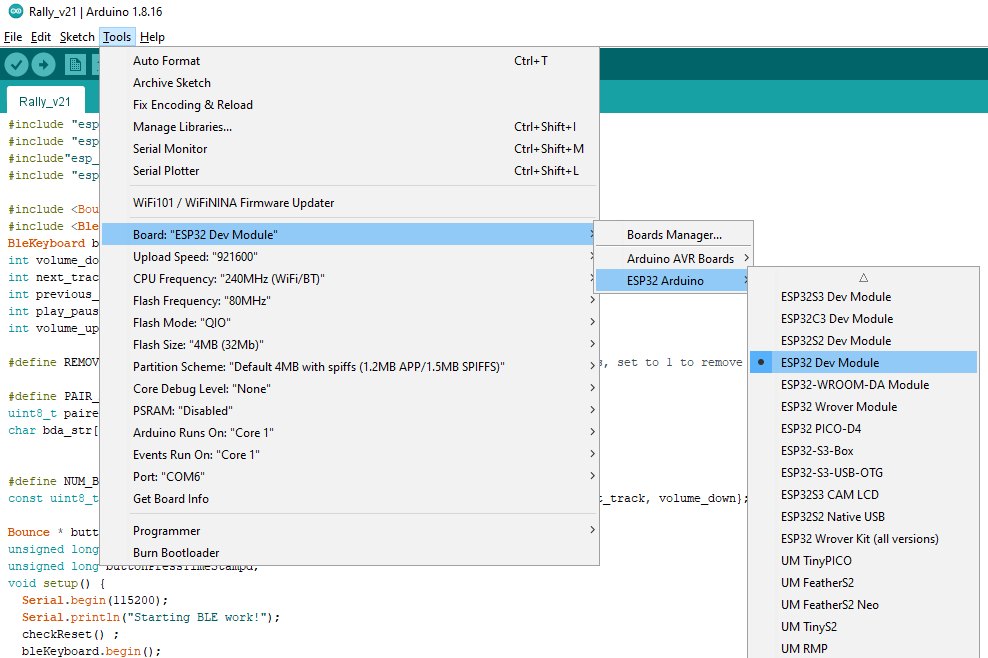 Rally_v21 | Arduino 1.8.16
File Edit Sketch Tools Help
Auto Format Ctrl+T
Archive Sketch
Fix Encoding & Reload
Manage Libraries... Ctrl+Shift+I
Serial Monitor Ctrl+Shift+M
Serial Plotter Ctrl+Shift+L
WiFi101 / WiFiNINA Firmware Updater
Board: "ESP32 Dev Module"
Upload Speed: "921600"
CPU Frequency: "240MHz (WiFi/BT)"
Flash Frequency: "80MHz"
Flash Mode: "QIO"
Flash Size: "4MB (32Mb)"
Partition Scheme: "Default 4MB with spiffs (1.2MB APP/1.5MB SPIFFS)"
Core Debug Level: "None"
PSRAM: "Disabled"
Arduino Runs On: "Core 1"
Events Run On: "Core 1"
Port: "COM6"
Get Board Info
Programmer
Burn Bootloader
Boards Manager...
Arduino AVR Boards
ESP32 Arduino
ESP32S3 Dev Module
ESP32C3 Dev Module
ESP32S2 Dev Module
ESP32 Dev Module
ESP32-WROOM-DA Module
ESP32 Wrover Module
ESP32 PICO-D4
ESP32-S3-Box
ESP32-S3-USB-OTG
ESP32S3 CAM LCD
ESP32S2 Native USB
ESP32 Wrover Kit (all versions)
UM TinyPICO
UM FeatherS2
UM FeatherS2 Neo
UM TinyS2
UM RMP
Rally_v21
#include "esp
#include "esp
#include"esp_
#include "esp
#include <Bou
#include <Ble
BleKeyboard b
int volume_do
int next_trac
int previous_
int play_paus
int volume_up
#define REMOV s, set to 1 to remove
#define PAIR_
uint8_t paire
char bda_str[
#define NUM_B
const uint8_t t_track, volume_down};
Bounce * butt
unsigned long
unsigned long buttonPressTimeStampd;
void setup() {
Serial.begin(115200);
Serial.println("Starting BLE work!");
checkReset() ;
bleKeyboard.begin();